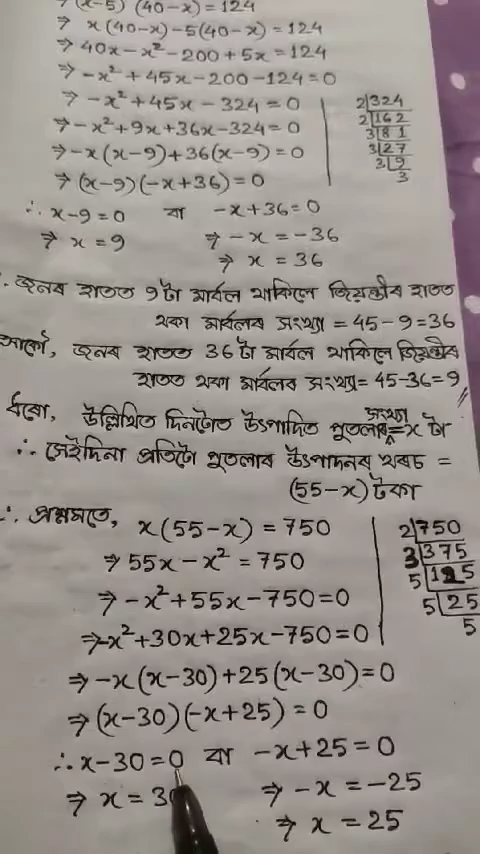 ⇒ (x-5) (40-x) = 124
⇒ x(40-x)-5(40-x)=124
⇒ 40x-x²-200+5x=124
⇒ -x²+45x-200-124=0
⇒ -x²+45x-324=0
⇒ -x²+9x+36x-324=0
⇒ -x(x-9)+36(x-9)=0
⇒ (x-9)(-x+36)=0
2|324
2|162
3|81
3|27
3|9
3
∴ x-9=0 বা -x+36=0
⇒ x=9 ⇒ -x=-36
⇒ x=36
∴ জনৰ হাতত 9টা মাৰ্বল থাকিলে জিয়ন্তীৰ হাতত
থকা মাৰ্বলৰ সংখ্যা = 45-9=36
আকৌ, জনৰ হাতত 36টা মাৰ্বল থাকিলে জিয়ন্তীৰ
হাতত থকা মাৰ্বলৰ সংখ্যা=45-36=9
ধৰো, উল্লিখিত দিনটোত উৎপাদিত পুতলাৰ সংখ্যা=x টা
∴ সেইদিনা প্ৰতিটো পুতলাৰ উৎপাদনৰ খৰচ =
(55-x) টকা
∴ প্ৰশ্নমতে, x(55-x)=750
⇒ 55x-x²=750
⇒ -x²+55x-750=0
⇒ -x²+30x+25x-750=0
⇒ -x(x-30)+25(x-30)=0
⇒ (x-30)(-x+25)=0
2|750
3|375
5|125
5|25
5
∴ x-30=0 বা -x+25=0
⇒ x=30 ⇒ -x=-25
⇒ x=25